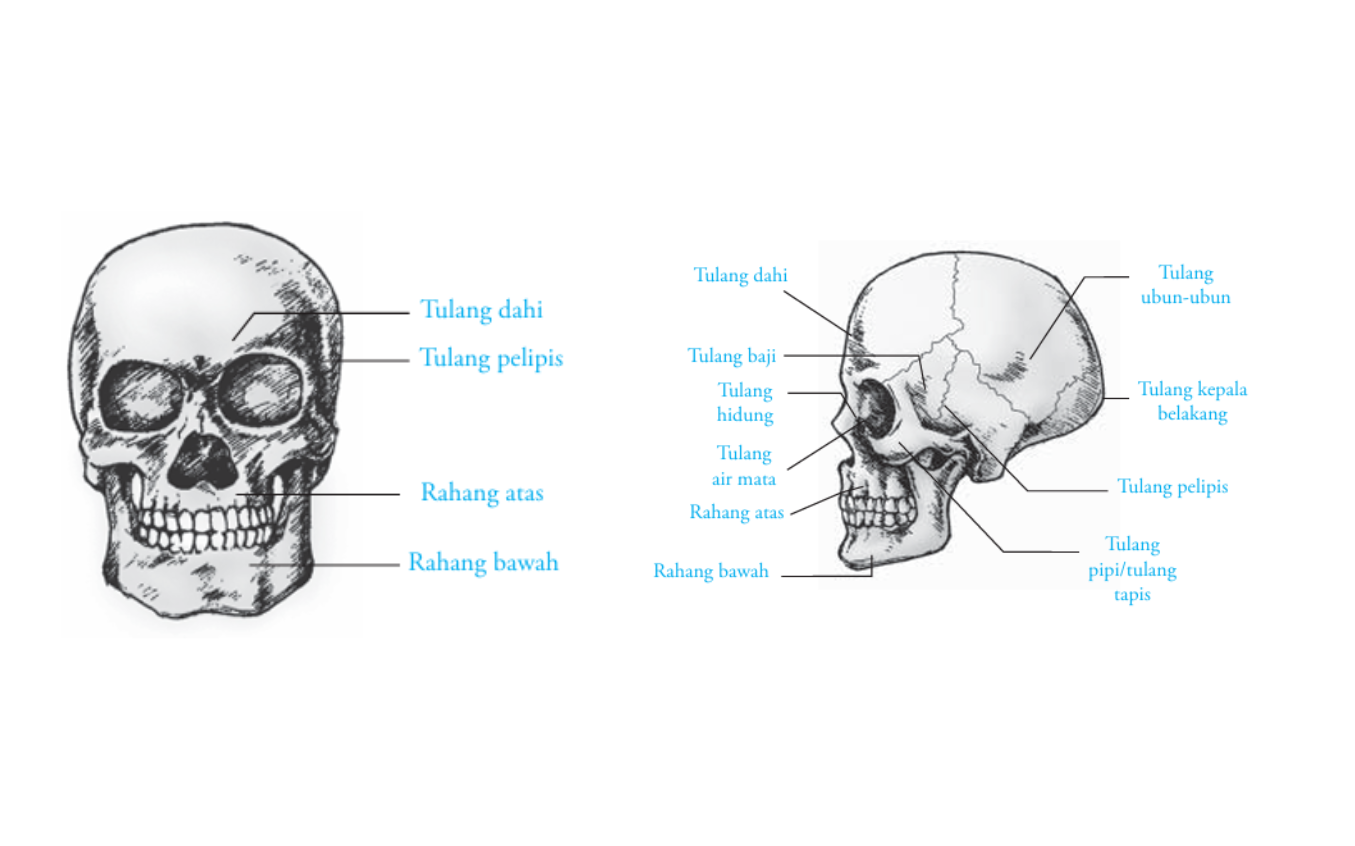 Tulang dahi
Tulang pelipis
Rahang atas
Rahang bawah
Tulang dahi
Tulang baji
Tulang
hidung
Tulang
air mata
Rahang atas
Rahang bawah
Tulang
ubun-ubun
Tulang kepala
belakang
Tulang pelipis
Tulang
pipi/tulang
tapis